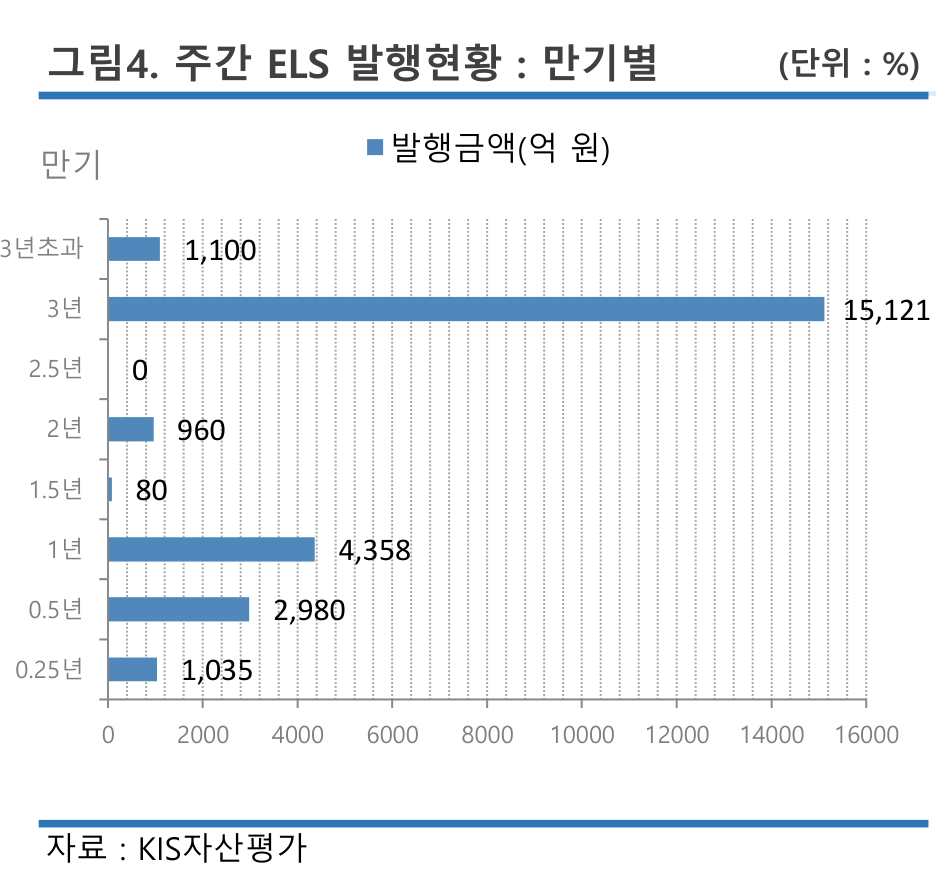 그림4. 주간 ELS 발행현황 : 만기별 (단위 : %)
발행금액(억 원)
만기
3년초과 1,100
3년 15,121
2.5년 0
2년 960
1.5년 80
1년 4,358
0.5년 2,980
0.25년 1,035
0 2000 4000 6000 8000 10000 12000 14000 16000
자료 : KIS자산평가